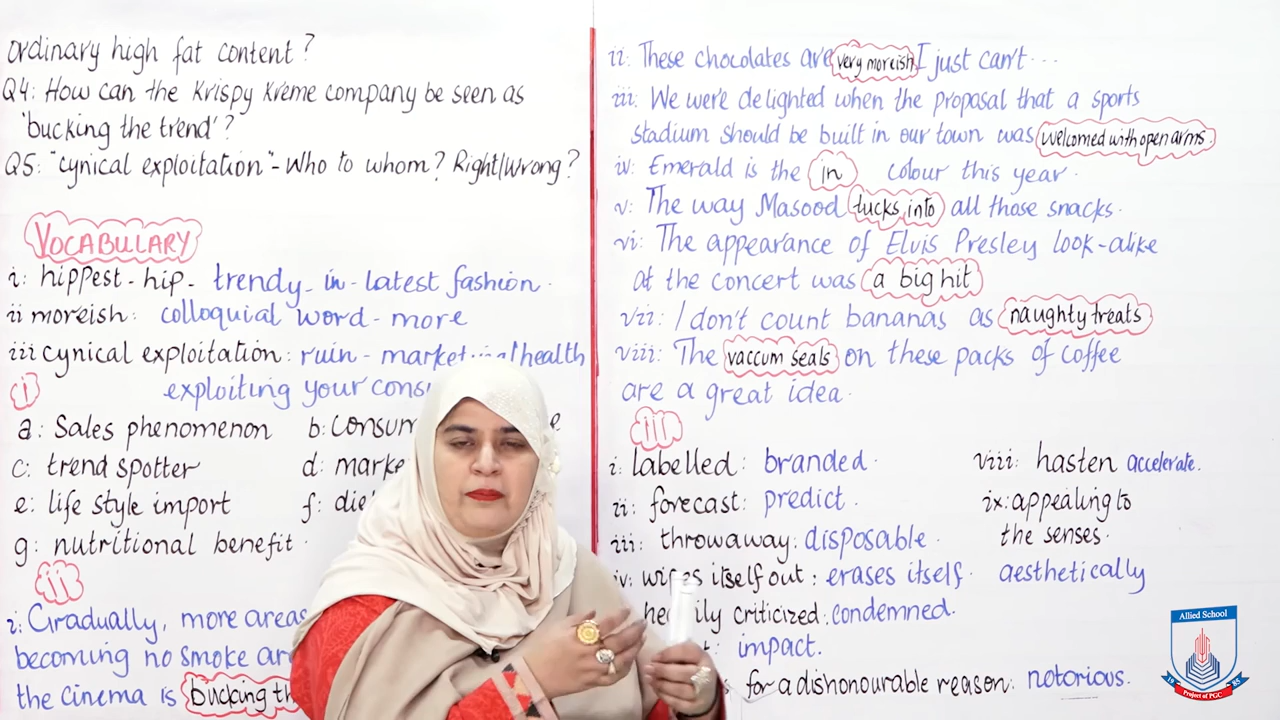 ordinary high fat content?
Q4: How can the Krispy Kreme company be seen as
'bucking the trend'?
Q5: "cynical exploitation" - Who to whom? Right/Wrong?
VOCABULARY
i: hippest - hip - trendy - in - latest fashion.
ii moreish: colloquial word - more
iii cynical exploitation: ruin - health
exploiting your
i
a: Sales phenomenon b:
c: trend spotter d:
e: life style import f:
g: nutritional benefit.
ii
i: Gradually, more areas
becoming no smoke
the cinema is bucking
ii: These chocolates are very moreish I just can't...
iii: We were delighted when the proposal that a sports
stadium should be built in our town was welcomed with open arms.
iv: Emerald is the in colour this year.
v: The way Masood tucks into all those snacks.
vi: The appearance of Elvis Presley look-alike
at the concert was a big hit
vii: I don't count bananas as naughty treats
viii: The vaccum seals on these packs of coffee
are a great idea.
iii
i: labelled: branded. viii: hasten accelerate.
ii: forecast: predict. ix: appealing to
iii: throwaway: disposable. the senses.
iv: wipes itself out: erases itself. aesthetically
criticized: condemned.
impact.
for a dishonourable reason: notorious.
Allied School
19 85
Project of PGC